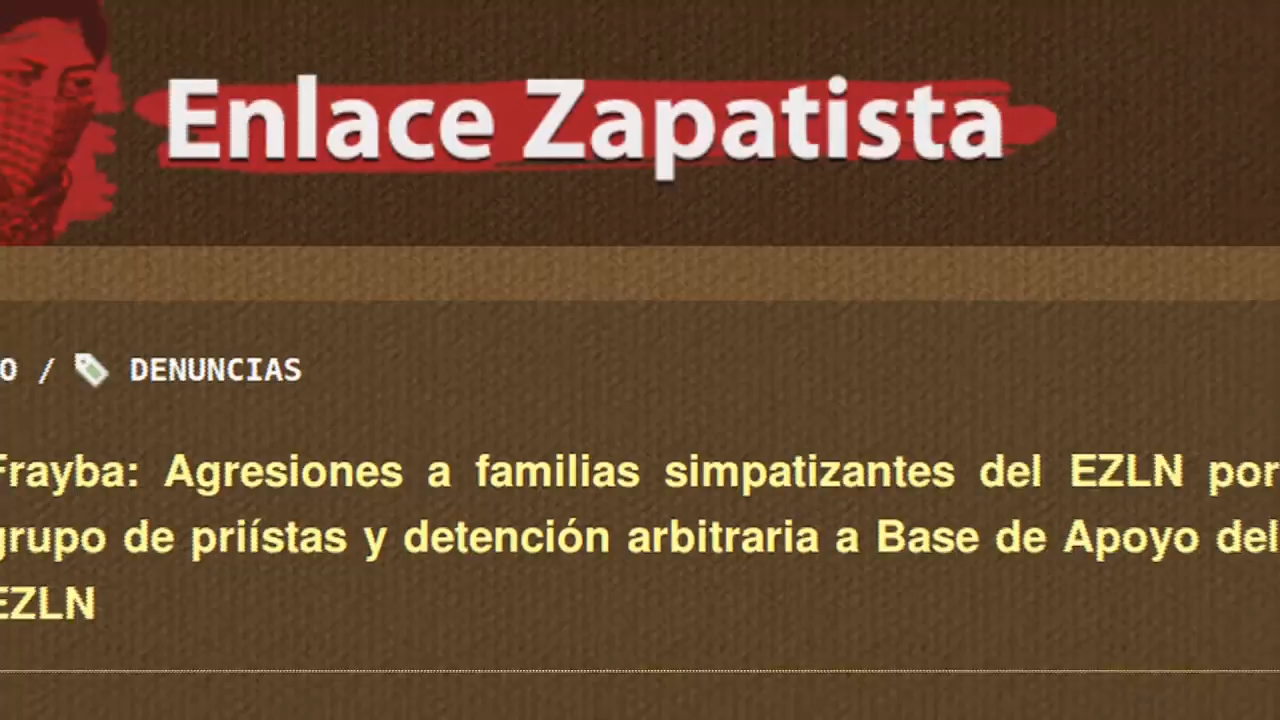 Enlace Zapatista
O / DENUNCIAS
Frayba: Agresiones a familias simpatizantes del EZLN por
grupo de priístas y detención arbitraria a Base de Apoyo del
EZLN